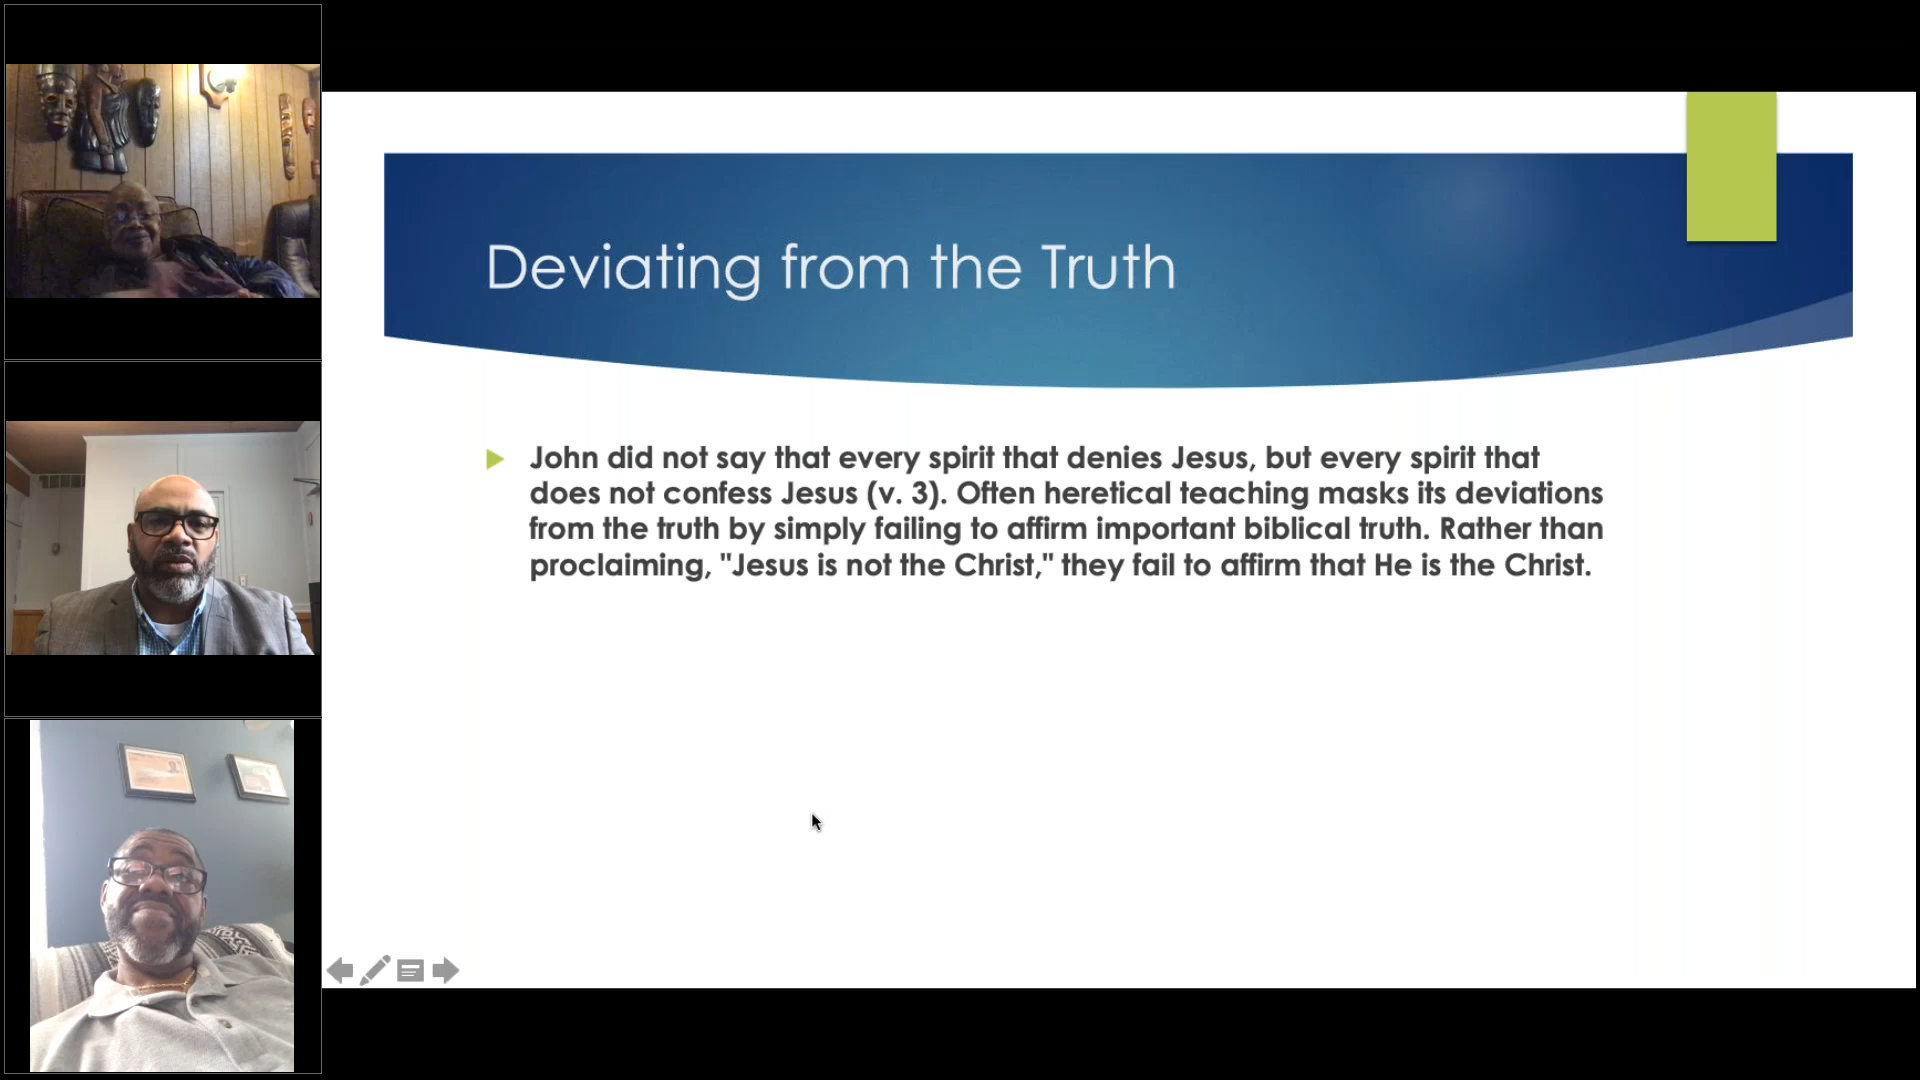 Deviating from the Truth
John did not say that every spirit that denies Jesus, but every spirit that
does not confess Jesus (v. 3). Often heretical teaching masks its deviations
from the truth by simply failing to affirm important biblical truth. Rather than
proclaiming, "Jesus is not the Christ," they fail to affirm that He is the Christ.